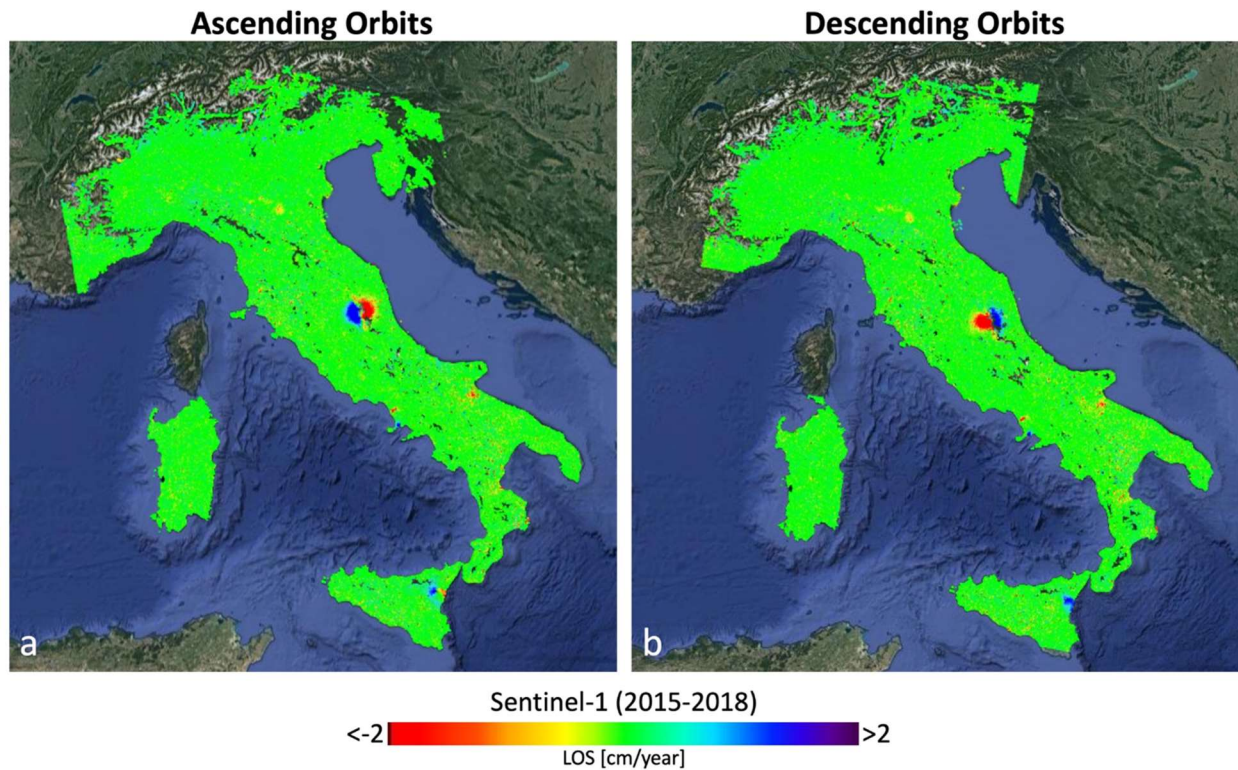 Ascending Orbits
Descending Orbits
a
b
Sentinel-1 (2015-2018)
<-2
>2
LOS [cm/year]